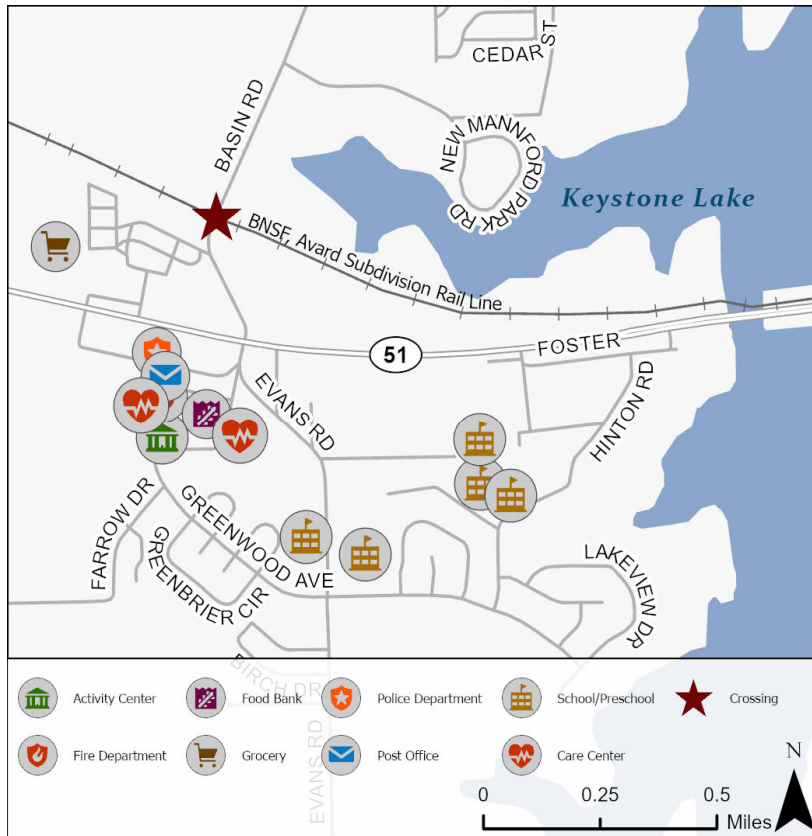 CEDAR ST
BASIN RD
NEW MANNFORD PARK RD
Keystone Lake
BNSF, Avard Subdivision Rail Line
51
FOSTER
EVANS RD
HINTON RD
FARROW DR
GREENWOOD AVE
GREENBRIER CIR
LAKEVIEW DR
BIRCH DR
EVANS RD
Activity Center
Food Bank
Police Department
School/Preschool
Crossing
Fire Department
Grocery
Post Office
Care Center
N
0
0.25
0.5
Miles